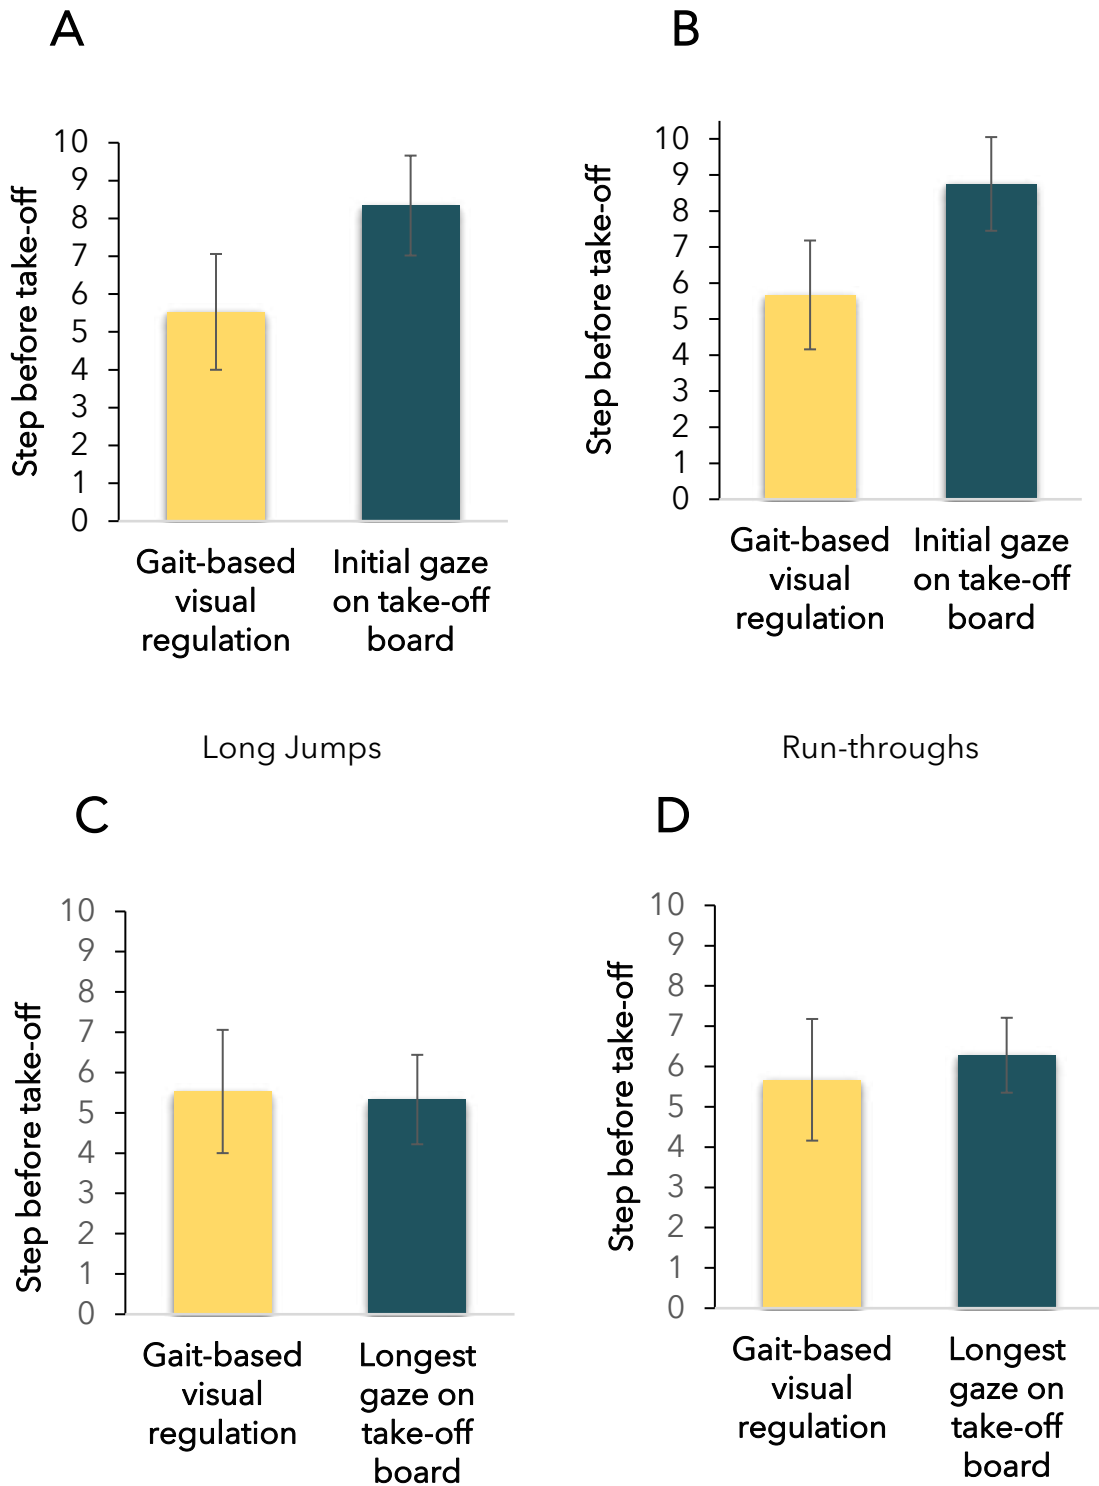 A
Step before take-off
10
9
8
7
6
5
4
3
2
1
0
Gait-based
visual
regulation
Initial gaze
on take-off
board
Long Jumps
B
Step before take-off
10
9
8
7
6
5
4
3
2
1
0
Gait-based
visual
regulation
Initial gaze
on take-off
board
Run-throughs
C
Step before take-off
10
9
8
7
6
5
4
3
2
1
0
Gait-based
visual
regulation
Longest
gaze on
take-off
board
D
Step before take-off
10
9
8
7
6
5
4
3
2
1
0
Gait-based
visual
regulation
Longest
gaze on
take-off
board